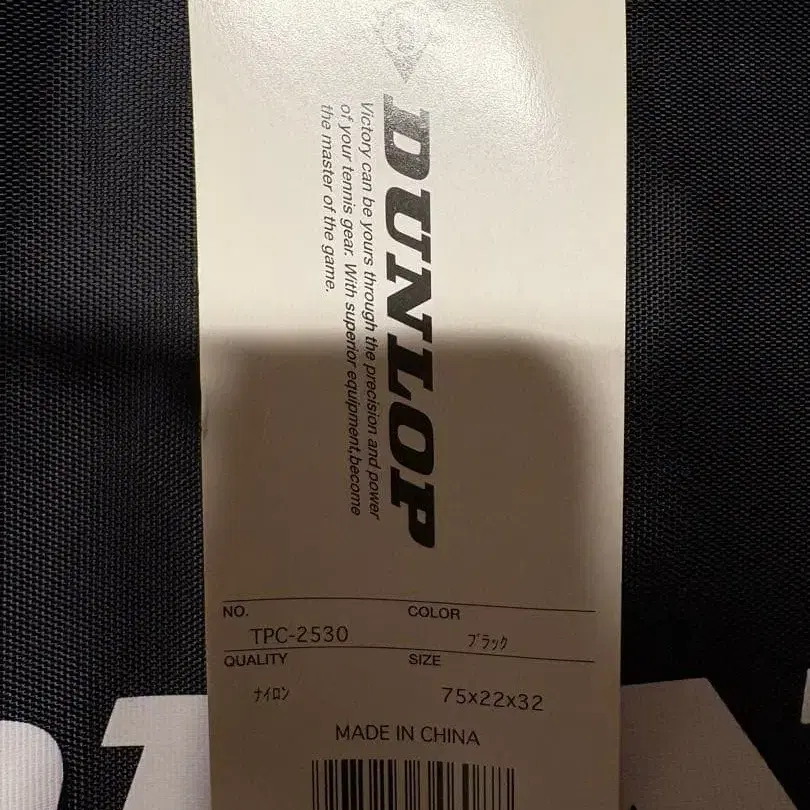 DUNLOP
Victory can be yours through the precision and power
of your tennis gear. With superior equipment,become
the master of the game.
NO. COLOR
TPC-2530 ブラック
QUALITY SIZE
ナイロン 75x22x32
MADE IN CHINA